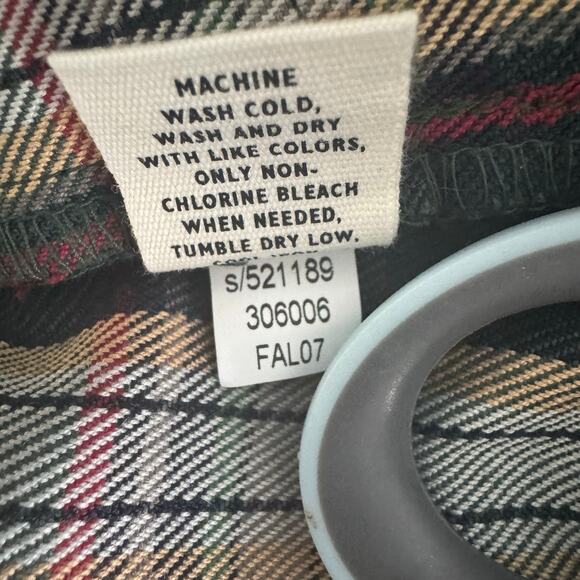 MACHINE
WASH COLD,
WASH AND DRY
WITH LIKE COLORS,
ONLY NON-
CHLORINE BLEACH
WHEN NEEDED,
TUMBLE DRY LOW.
s/521189
306006
FAL07